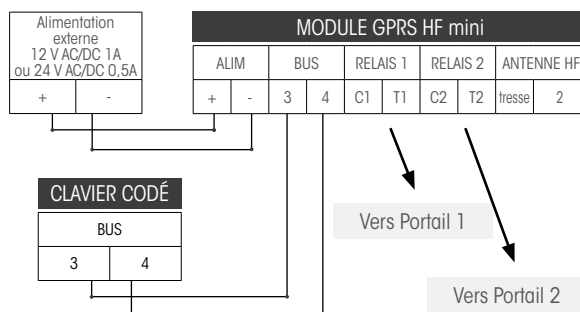 Alimentation
externe
12 V AC/DC 1A
ou 24 V AC/DC 0,5A
+ -
MODULE GPRS HF mini
ALIM BUS RELAIS 1 RELAIS 2 ANTENNE HF
+ - 3 4 C1 T1 C2 T2 tresse 2
CLAVIER CODÉ
BUS
3 4
Vers Portail 1
Vers Portail 2